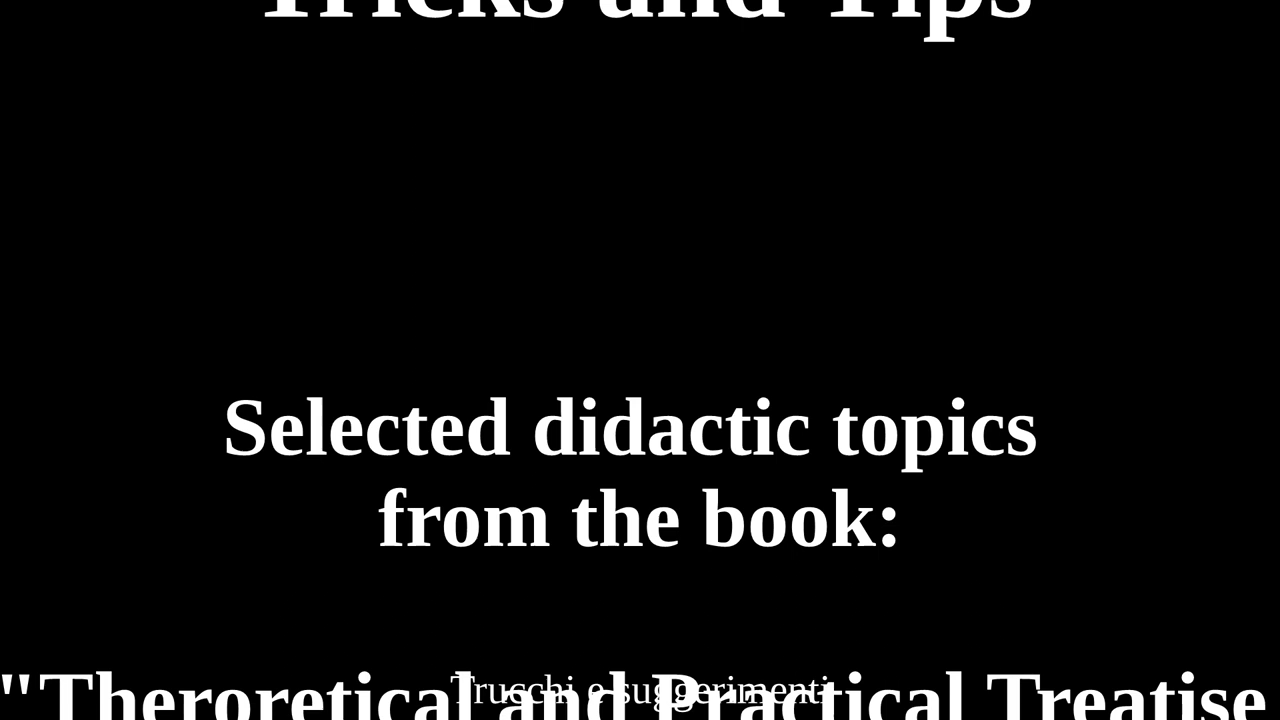 Tricks and Tips
Selected didactic topics
from the book:
"Theroretical and Practical Treatise
Trucchi e suggerimenti